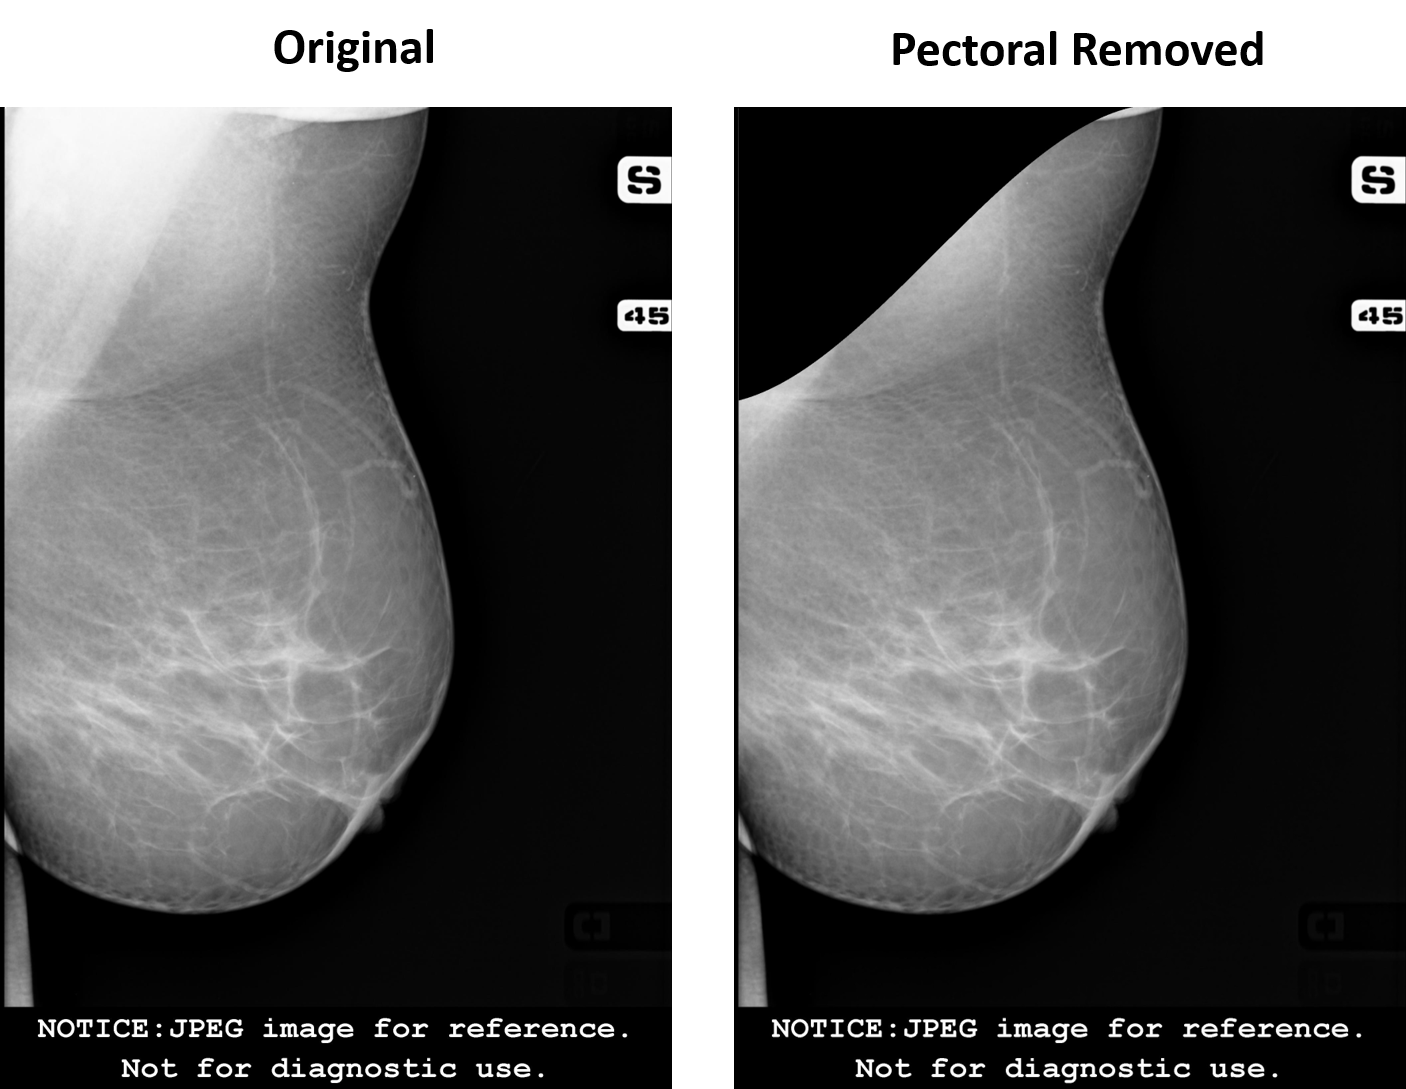 Original
Pectoral Removed
S
S
45
45
NOTICE:JPEG image for reference.
Not for diagnostic use.
NOTICE:JPEG image for reference.
Not for diagnostic use.